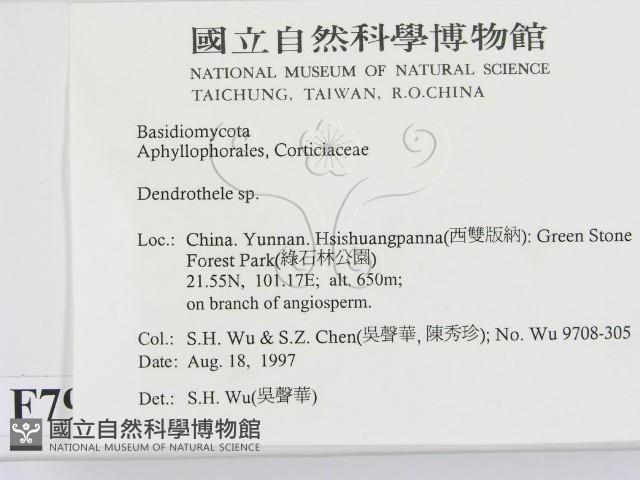 國立自然科學博物館
NATIONAL MUSEUM OF NATURAL SCIENCE
TAICHUNG, TAIWAN, R.O.CHINA
Basidiomycota
Aphyllophorales, Corticiaceae
Dendrothele sp.
Loc.: China. Yunnan. Hsishuangpanna(西雙版納): Green Stone
Forest Park(綠石林公園)
21.55N, 101.17E; alt. 650m;
on branch of angiosperm.
Col.: S.H. Wu & S.Z. Chen(吳聲華, 陳秀珍); No. Wu 9708-305
Date: Aug. 18, 1997
Det.: S.H. Wu(吳聲華)
國立自然科學博物館
NATIONAL MUSEUM OF NATURAL SCIENCE